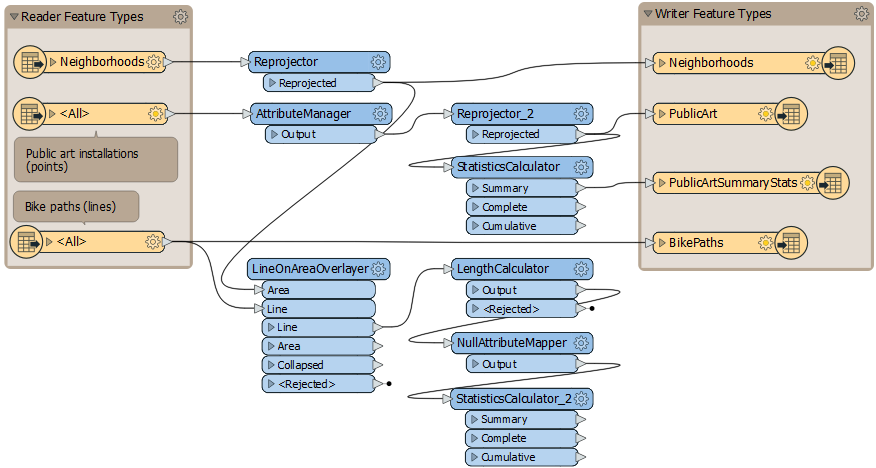 Reader Feature Types
Neighborhoods
<All>
Public art installations
(points)
Bike paths (lines)
<All>
Reprojector
Reprojected
AttributeManager
Output
Reprojector_2
Reprojected
StatisticsCalculator
Summary
Complete
Cumulative
LineOnAreaOverlayer
Area
Line
Line
Area
Collapsed
<Rejected>
LengthCalculator
Output
<Rejected>
NullAttributeMapper
Output
StatisticsCalculator_2
Summary
Complete
Cumulative
Writer Feature Types
Neighborhoods
PublicArt
PublicArtSummaryStats
BikePaths